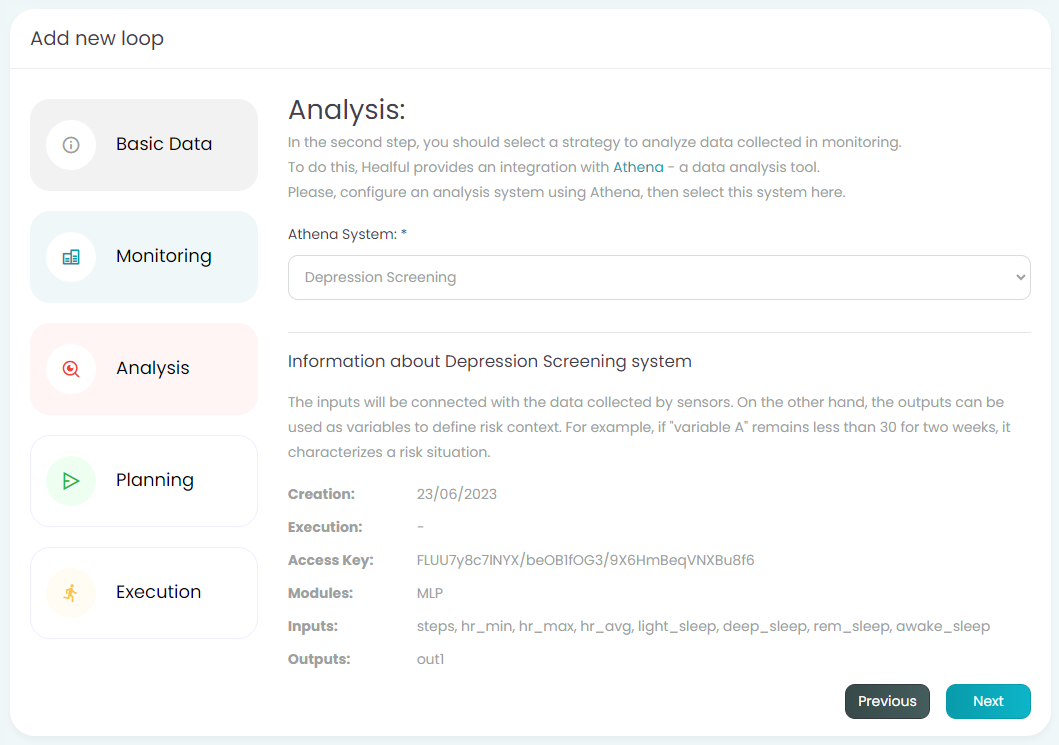 Add new loop
Basic Data
Monitoring
Analysis
Planning
Execution
Analysis:
In the second step, you should select a strategy to analyze data collected in monitoring.
To do this, Healful provides an integration with Athena - a data analysis tool.
Please, configure an analysis system using Athena, then select this system here.
Athena System: *
Depression Screening
Information about Depression Screening system
The inputs will be connected with the data collected by sensors. On the other hand, the outputs can be
used as variables to define risk context. For example, if "variable A" remains less than 30 for two weeks, it
characterizes a risk situation.
Creation: 23/06/2023
Execution: -
Access Key: FLUU7y8c7lNYX/beOB1fOG3/9X6HmBeqVNXBu8f6
Modules: MLP
Inputs: steps, hr_min, hr_max, hr_avg, light_sleep, deep_sleep, rem_sleep, awake_sleep
Outputs: out1
Previous Next